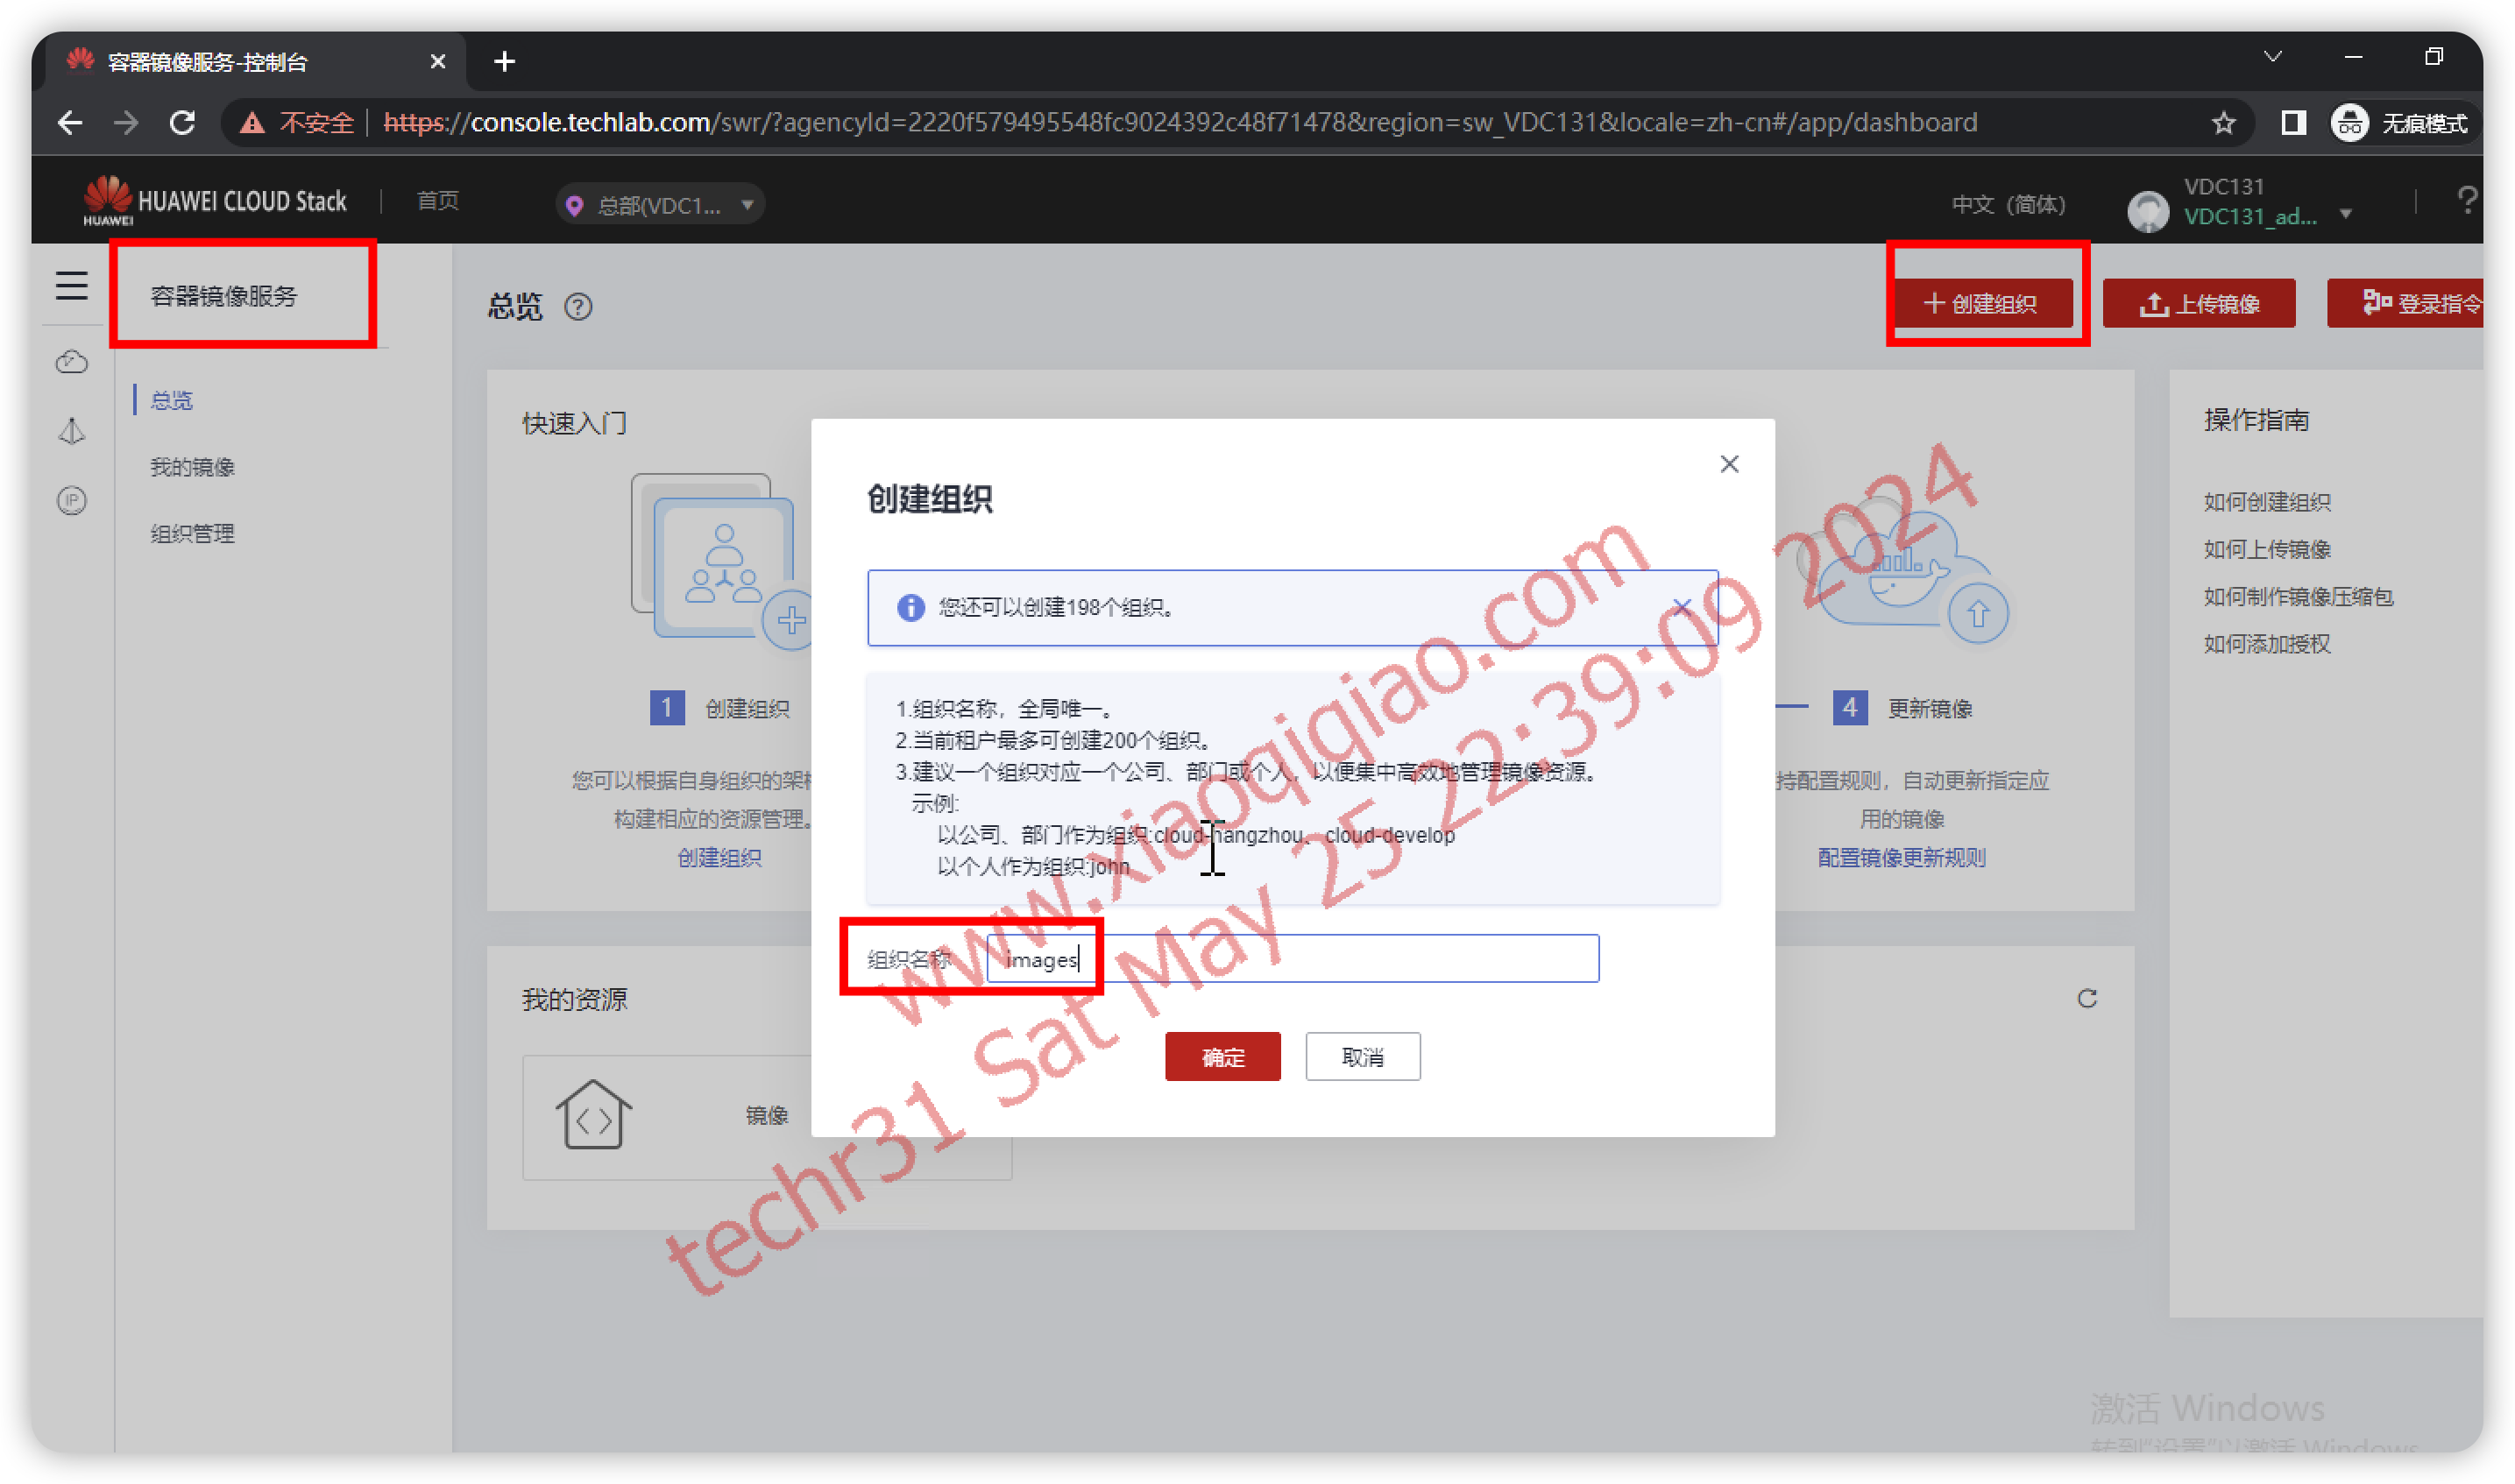 容器镜像服务-控制台
不安全 https://console.techlab.com/swr/?agencyId=2220f579495548fc9024392c48f71478&region=sw_VDC131&locale=zh-cn#/app/dashboard 无痕模式
HUAWEI HUAWEI CLOUD Stack 首页 总部(VDC1... 中文（简体） VDC131
VDC131_ad...
容器镜像服务
总览
我的镜像
组织管理
总览
创建组织 上传镜像 登录指令
快速入门
1 创建组织
您可以根据自身组织的架
构建相应的资源管理。
创建组织
创建组织
您还可以创建198个组织。
1.组织名称，全局唯一。
2.当前租户最多可创建200个组织。
3.建议一个组织对应一个公司、部门或个人，以便集中高效地管理镜像资源。
示例:
以公司、部门作为组织:cloud-hangzhou、cloud-develop
以个人作为组织:john
组织名称 images
确定 取消
4 更新镜像
持配置规则，自动更新指定应
用的镜像
配置镜像更新规则
我的资源
镜像
操作指南
如何创建组织
如何上传镜像
如何制作镜像压缩包
如何添加授权
www.xiaoqiqiao.com
techr31 Sat May 25 22:39:09 2024
激活 Windows
转到"设置"以激活 Windows